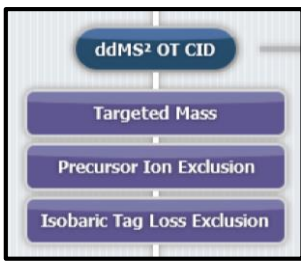 ddMS² OT CID
Targeted Mass
Precursor Ion Exclusion
Isobaric Tag Loss Exclusion